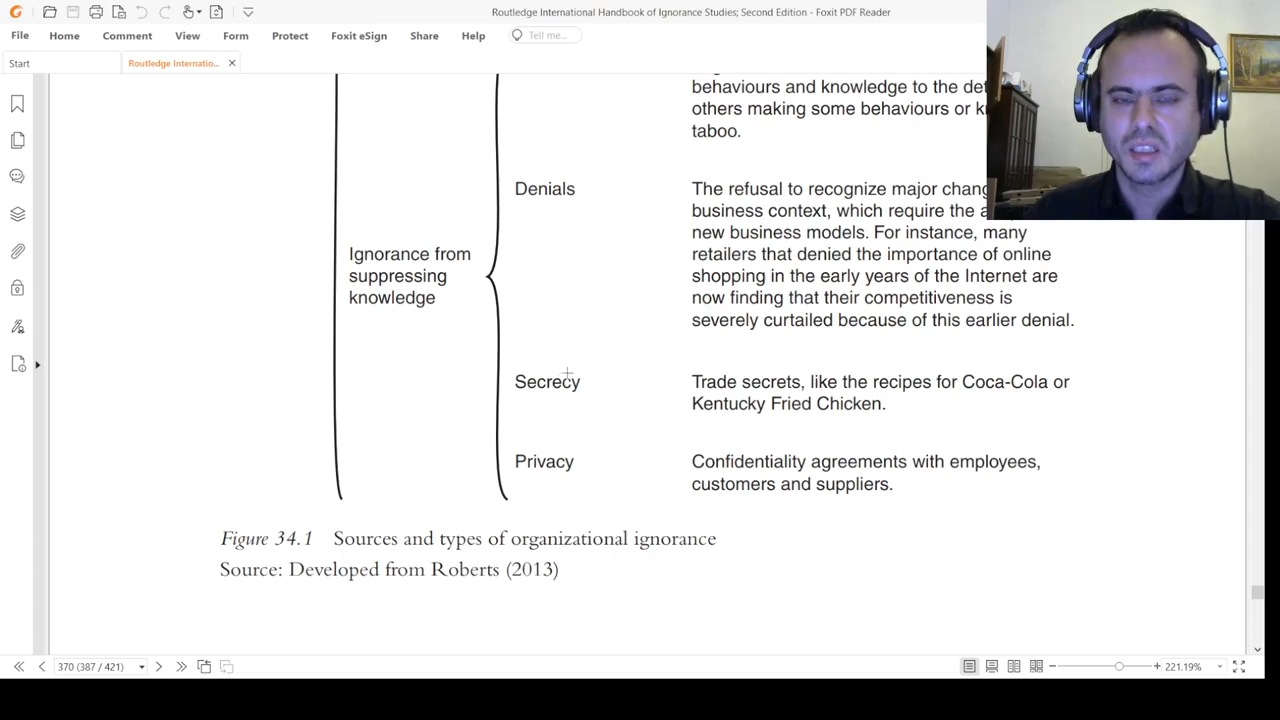 Routledge International Handbook of Ignorance Studies; Second Edition - Foxit PDF Reader
File Home Comment View Form Protect Foxit eSign Share Help Tell me...
Start Routledge Internatio...
behaviours and knowledge to the
others making some behaviours or
taboo.
Denials The refusal to recognize major
business context, which require the
new business models. For instance, many
retailers that denied the importance of online
shopping in the early years of the Internet are
now finding that their competitiveness is
severely curtailed because of this earlier denial.
Ignorance from
suppressing
knowledge
Secrecy Trade secrets, like the recipes for Coca-Cola or
Kentucky Fried Chicken.
Privacy Confidentiality agreements with employees,
customers and suppliers.
Figure 34.1 Sources and types of organizational ignorance
Source: Developed from Roberts (2013)
370 (387 / 421) 221.19%